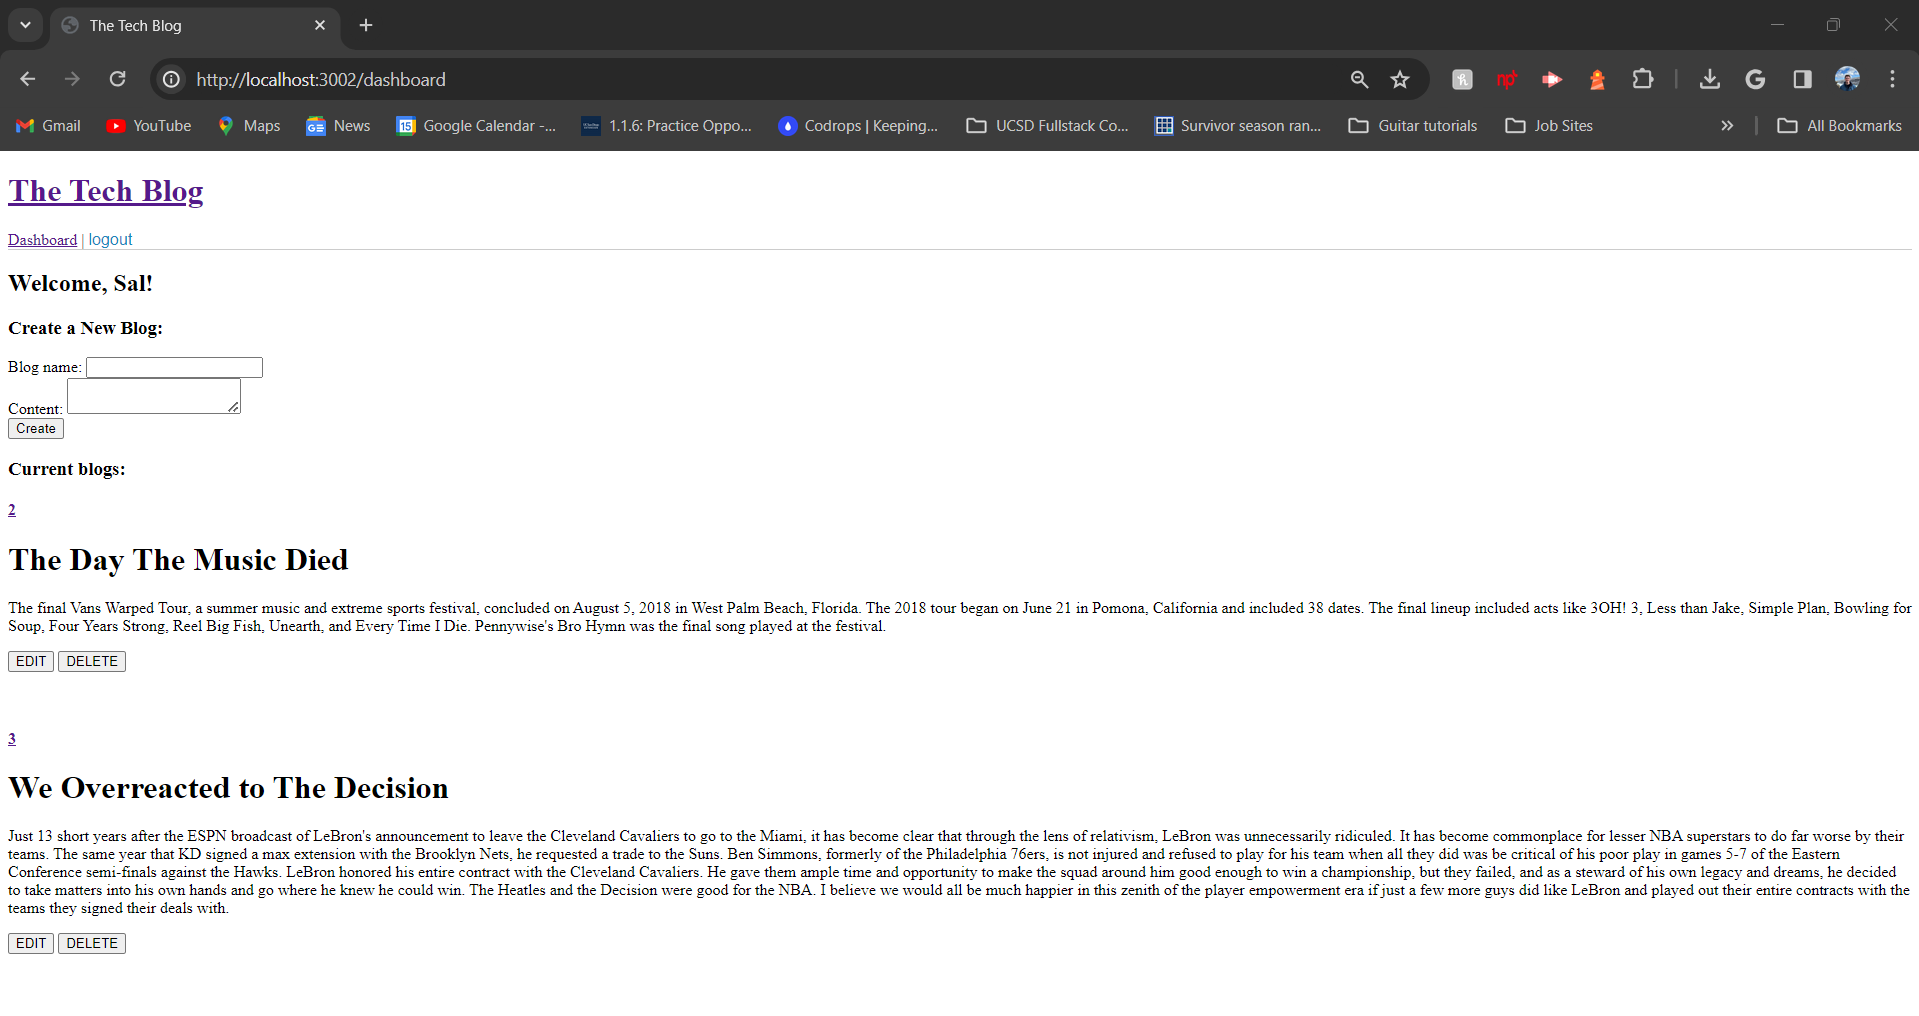 The Tech Blog
http://localhost:3002/dashboard
Gmail YouTube Maps News Google Calendar -... 1.1.6: Practice Oppo... Codrops | Keeping... UCSD Fullstack Co... Survivor season ran... Guitar tutorials Job Sites All Bookmarks
The Tech Blog
Dashboard | logout
Welcome, Sal!
Create a New Blog:
Blog name:
Content:
Create
Current blogs:
2
The Day The Music Died
The final Vans Warped Tour, a summer music and extreme sports festival, concluded on August 5, 2018 in West Palm Beach, Florida. The 2018 tour began on June 21 in Pomona, California and included 38 dates. The final lineup included acts like 3OH! 3, Less than Jake, Simple Plan, Bowling for
Soup, Four Years Strong, Reel Big Fish, Unearth, and Every Time I Die. Pennywise's Bro Hymn was the final song played at the festival.
EDIT DELETE
3
We Overreacted to The Decision
Just 13 short years after the ESPN broadcast of LeBron's announcement to leave the Cleveland Cavaliers to go to the Miami, it has become clear that through the lens of relativism, LeBron was unnecessarily ridiculed. It has become commonplace for lesser NBA superstars to do far worse by their
teams. The same year that KD signed a max extension with the Brooklyn Nets, he requested a trade to the Suns. Ben Simmons, formerly of the Philadelphia 76ers, is not injured and refused to play for his team when all they did was be critical of his poor play in games 5-7 of the Eastern
Conference semi-finals against the Hawks. LeBron honored his entire contract with the Cleveland Cavaliers. He gave them ample time and opportunity to make the squad around him good enough to win a championship, but they failed, and as a steward of his own legacy and dreams, he decided
to take matters into his own hands and go where he knew he could win. The Heatles and the Decision were good for the NBA. I believe we would all be much happier in this zenith of the player empowerment era if just a few more guys did like LeBron and played out their entire contracts with the
teams they signed their deals with.
EDIT DELETE